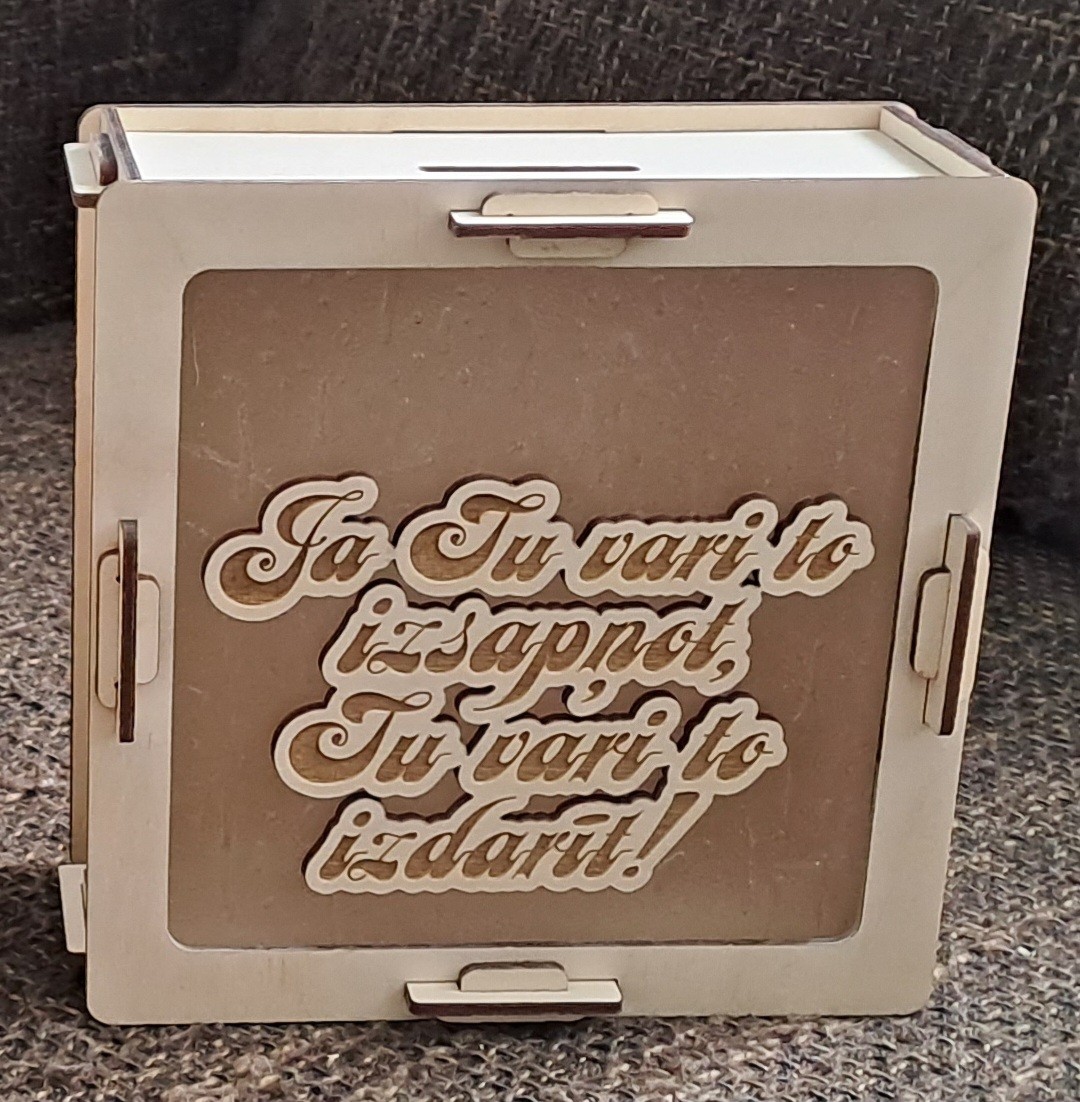 Ja Tu vari to
izsapņot,
Tu vari to
izdarīt!